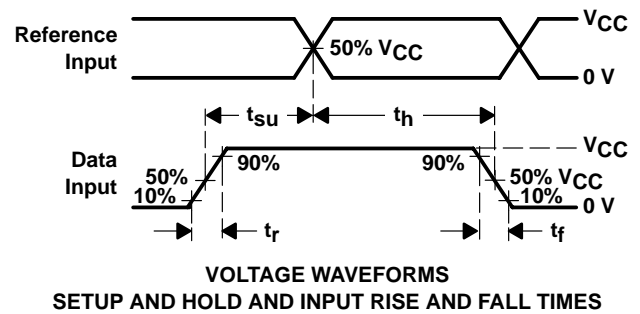 Reference
Input
VCC
50% VCC
0 V
tsu
th
Data
Input
VCC
50%
10%
90%
90%
50% VCC
10%
0 V
tr
tf
VOLTAGE WAVEFORMS
SETUP AND HOLD AND INPUT RISE AND FALL TIMES